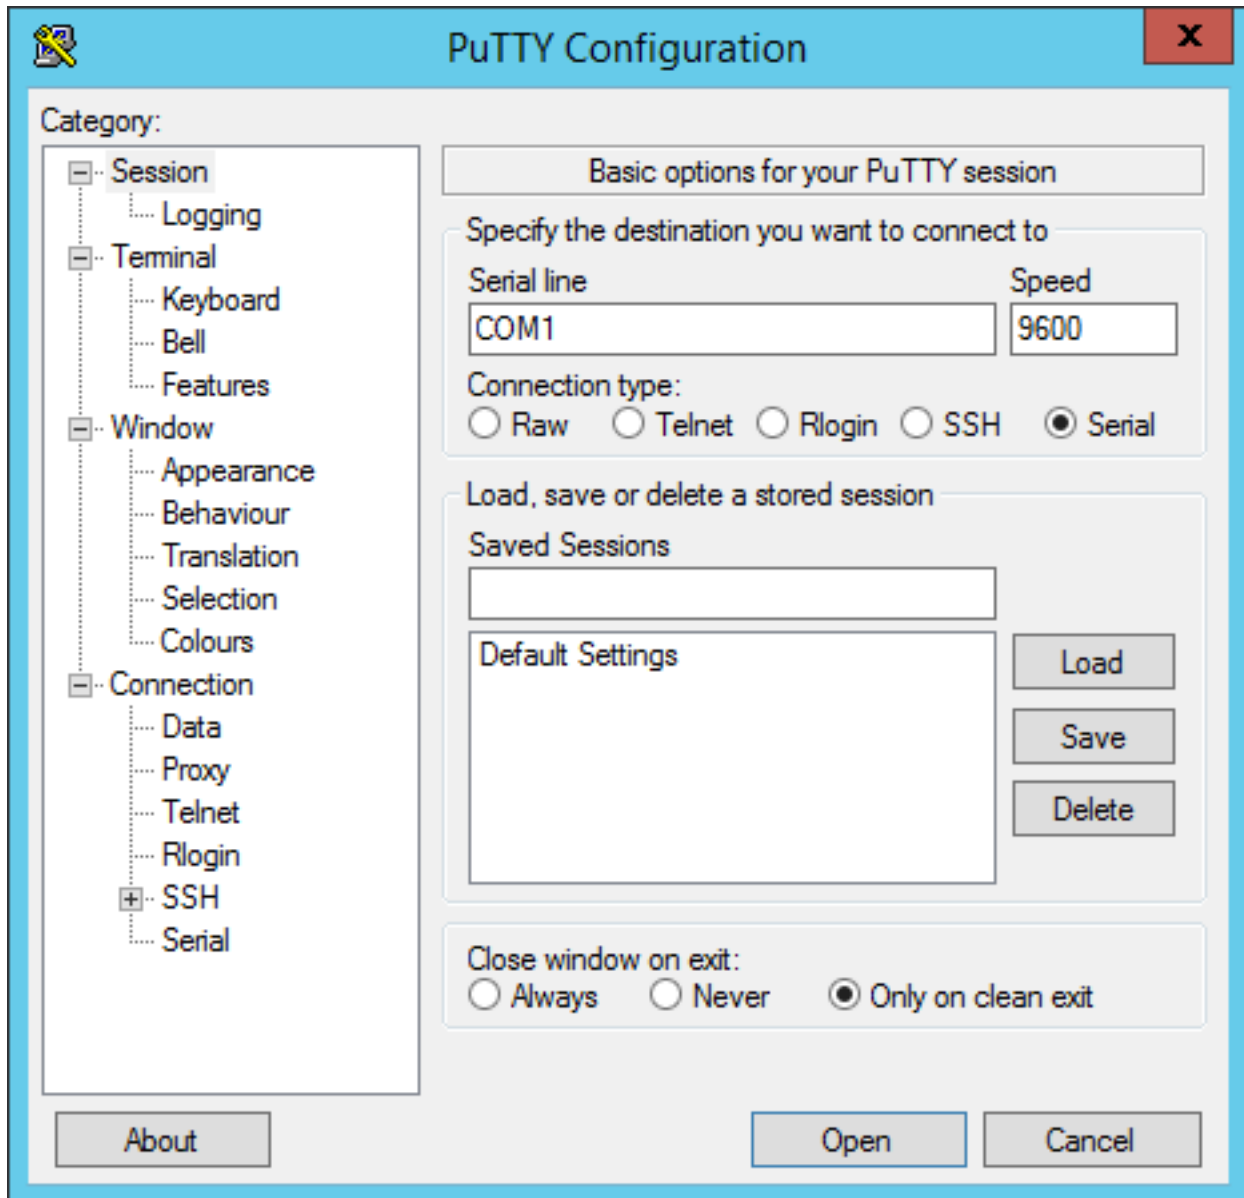 PuTTY Configuration
x
Category:
Session
Logging
Terminal
Keyboard
Bell
Features
Window
Appearance
Behaviour
Translation
Selection
Colours
Connection
Data
Proxy
Telnet
Rlogin
SSH
Serial
Basic options for your PuTTY session
Specify the destination you want to connect to
Serial line Speed
COM1 9600
Connection type:
Raw Telnet Rlogin SSH Serial
Load, save or delete a stored session
Saved Sessions
Default Settings
Load
Save
Delete
Close window on exit:
Always Never Only on clean exit
About Open Cancel